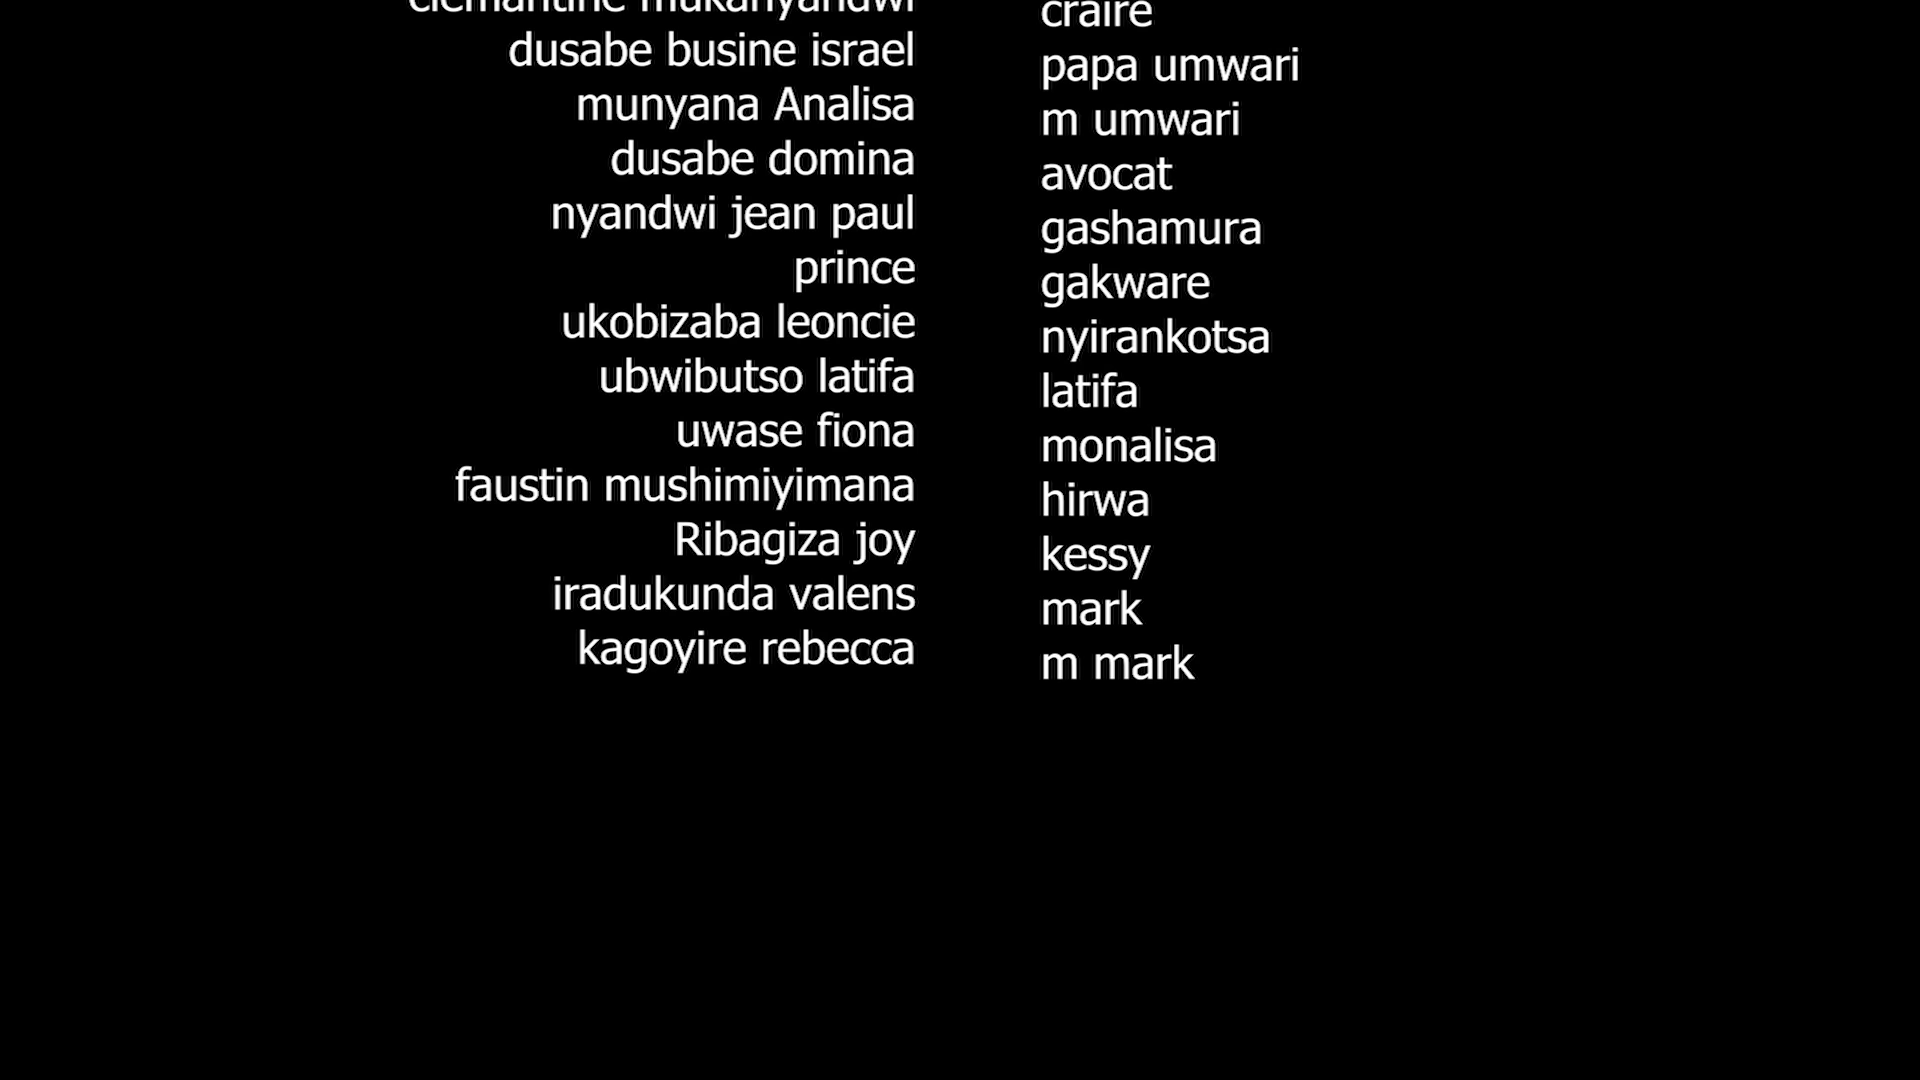 clemantine mukanyandwi craire
dusabe busine israel papa umwari
munyana Analisa m umwari
dusabe domina avocat
nyandwi jean paul gashamura
prince gakware
ukobizaba leoncie nyirankotsa
ubwibutso latifa latifa
uwase fiona monalisa
faustin mushimiyimana hirwa
Ribagiza joy kessy
iradukunda valens mark
kagoyire rebecca m mark